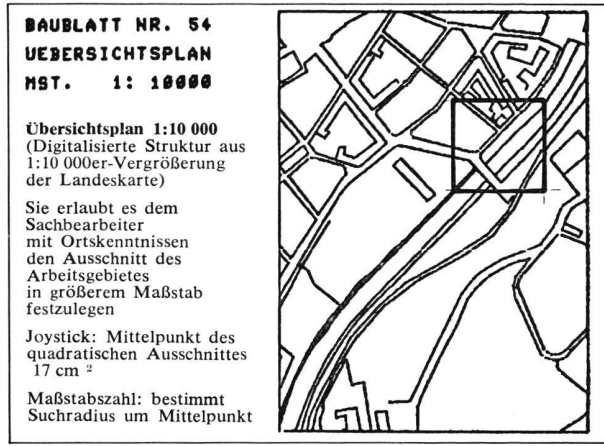 BAUBLATT NR. 54
UEBERSICHTSPLAN
MST. 1: 10000
Übersichtsplan 1:10 000
(Digitalisierte Struktur aus
1:10 000er-Vergrößerung
der Landeskarte)
Sie erlaubt es dem
Sachbearbeiter
mit Ortskenntnissen
den Ausschnitt des
Arbeitsgebietes
in größerem Maßstab
festzulegen
Joystick: Mittelpunkt des
quadratischen Ausschnittes
17 cm ²
Maßstabszahl: bestimmt
Suchradius um Mittelpunkt